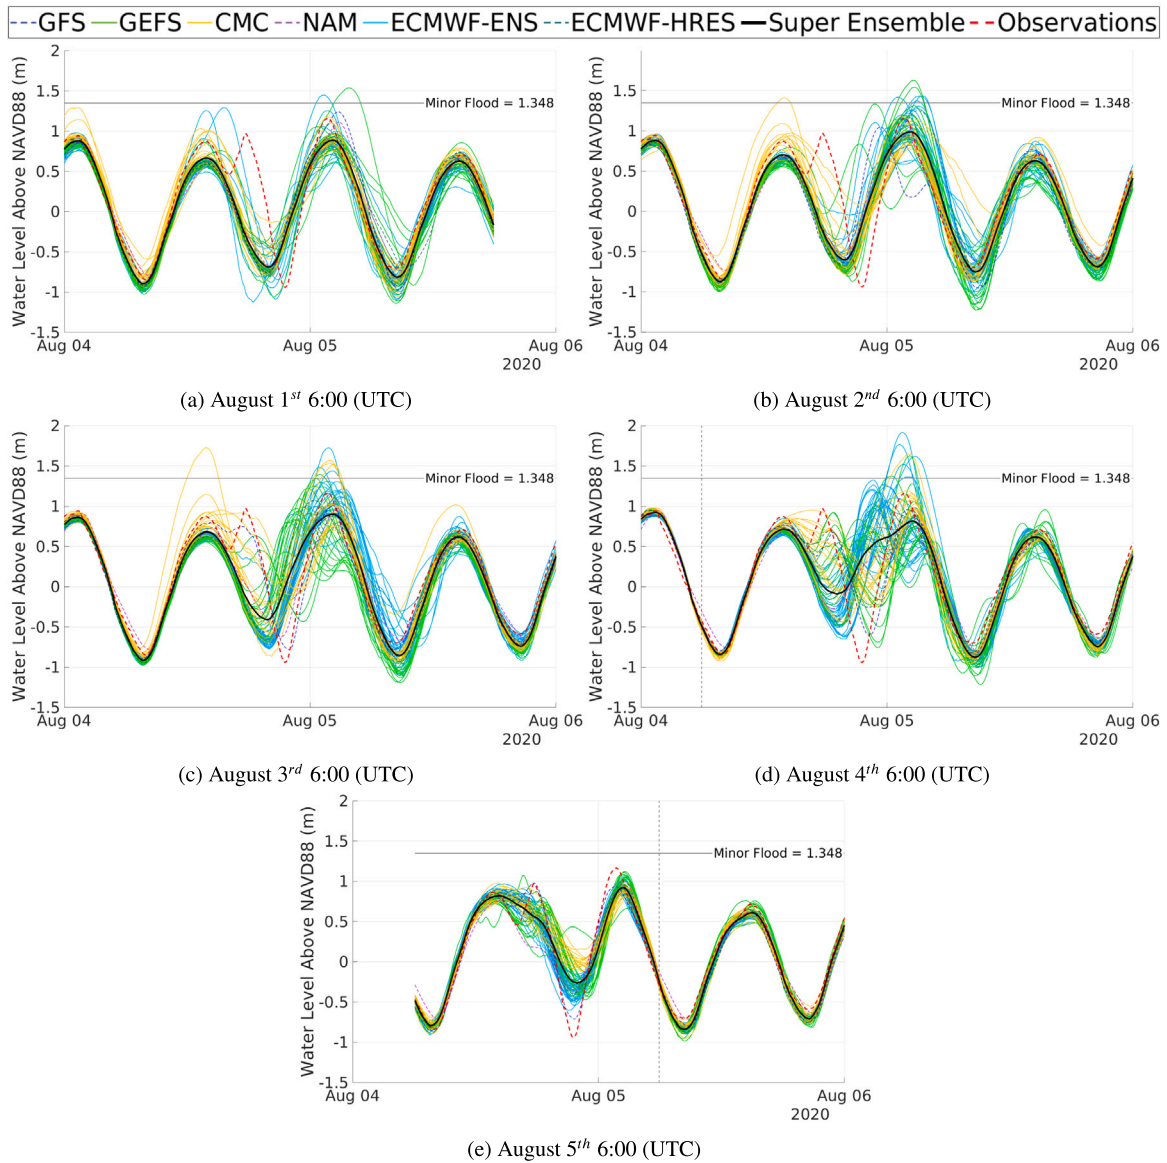 GFS GEFS CMC NAM ECMWF-ENS ECMWF-HRES Super Ensemble Observations
Water Level Above NAVD88 (m)
2
1.5
1
0.5
0
-0.5
-1
-1.5
Minor Flood = 1.348
Aug 04 Aug 05 Aug 06
2020
(a) August 1st 6:00 (UTC)
Water Level Above NAVD88 (m)
2
1.5
1
0.5
0
-0.5
-1
-1.5
Minor Flood = 1.348
Aug 04 Aug 05 Aug 06
2020
(b) August 2nd 6:00 (UTC)
Water Level Above NAVD88 (m)
2
1.5
1
0.5
0
-0.5
-1
-1.5
Minor Flood = 1.348
Aug 04 Aug 05 Aug 06
2020
(c) August 3rd 6:00 (UTC)
Water Level Above NAVD88 (m)
2
1.5
1
0.5
0
-0.5
-1
-1.5
Minor Flood = 1.348
Aug 04 Aug 05 Aug 06
2020
(d) August 4th 6:00 (UTC)
Water Level Above NAVD88 (m)
2
1.5
1
0.5
0
-0.5
-1
-1.5
Minor Flood = 1.348
Aug 04 Aug 05 Aug 06
2020
(e) August 5th 6:00 (UTC)